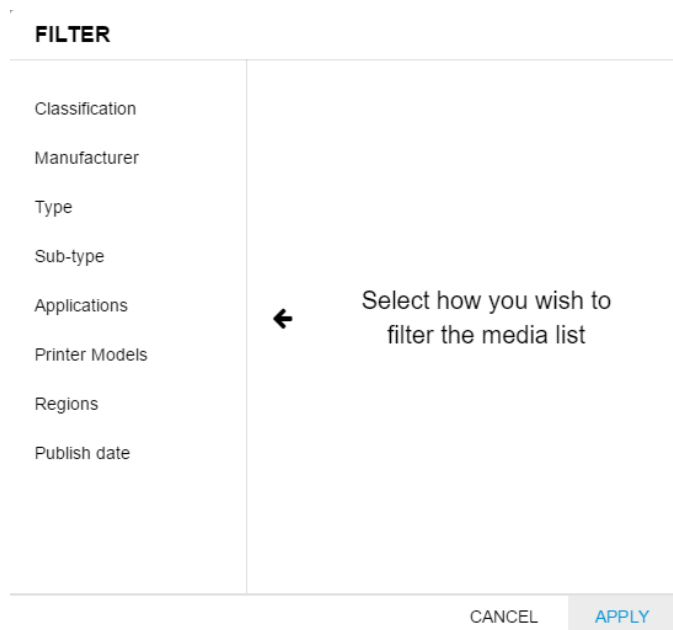 FILTER
Classification
Manufacturer
Type
Sub-type
Applications
Printer Models
Regions
Publish date
Select how you wish to
filter the media list
CANCEL
APPLY